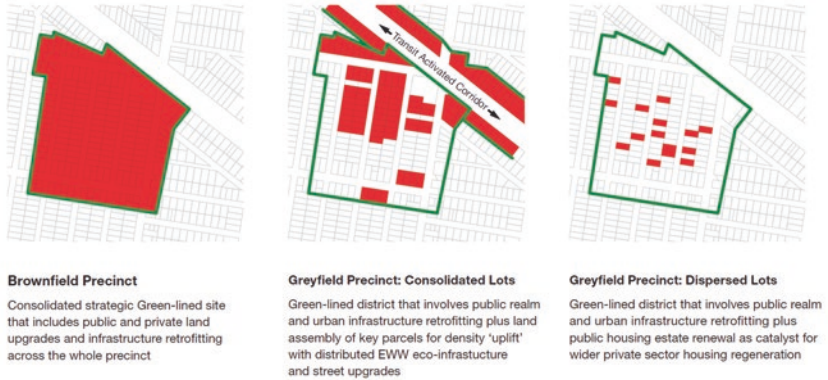 Transit Activated Corridor
Brownfield Precinct
Consolidated strategic Green-lined site
that includes public and private land
upgrades and infrastructure retrofitting
across the whole precinct
Greyfield Precinct: Consolidated Lots
Green-lined district that involves public realm
and urban infrastructure retrofitting plus land
assembly of key parcels for density ‘uplift’
with distributed EWW eco-infrastucture
and street upgrades
Greyfield Precinct: Dispersed Lots
Green-lined district that involves public realm
and urban infrastructure retrofitting plus
public housing estate renewal as catalyst for
wider private sector housing regeneration